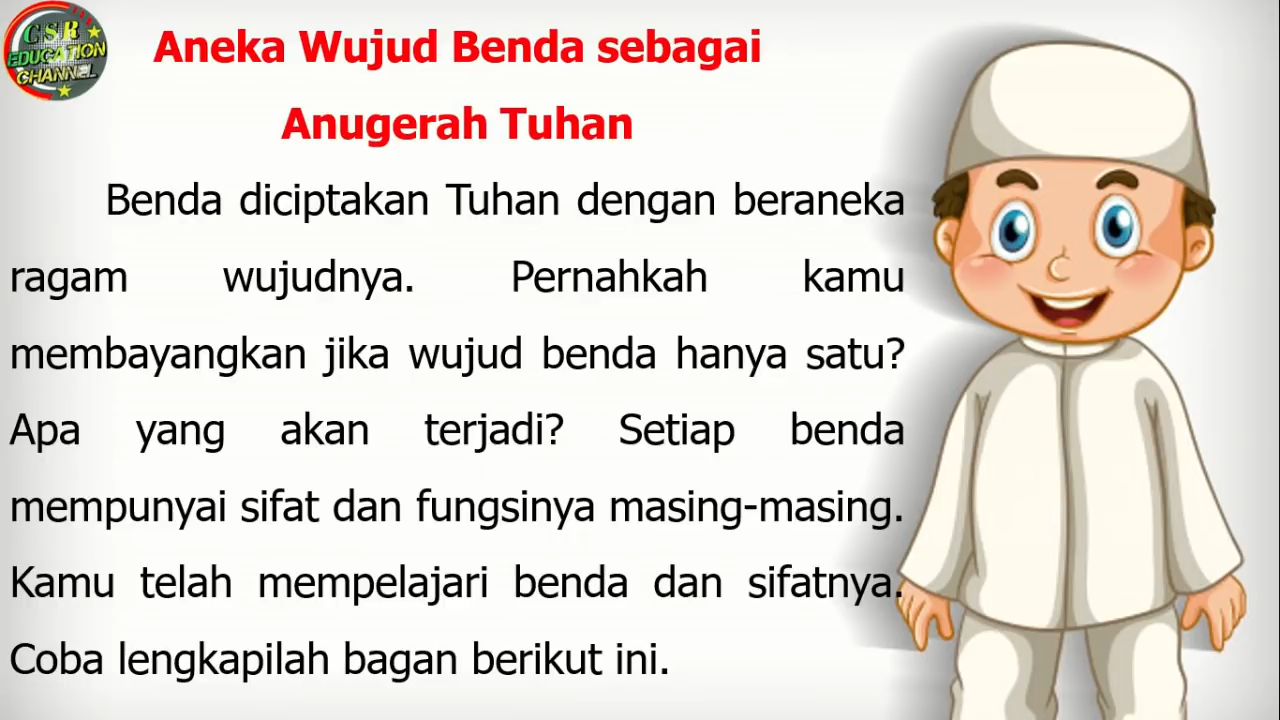 CSR
EDUCATION
CHANNEL
Aneka Wujud Benda sebagai
Anugerah Tuhan
Benda diciptakan Tuhan dengan beraneka
ragam wujudnya. Pernahkah kamu
membayangkan jika wujud benda hanya satu?
Apa yang akan terjadi? Setiap benda
mempunyai sifat dan fungsinya masing-masing.
Kamu telah mempelajari benda dan sifatnya.
Coba lengkapilah bagan berikut ini.